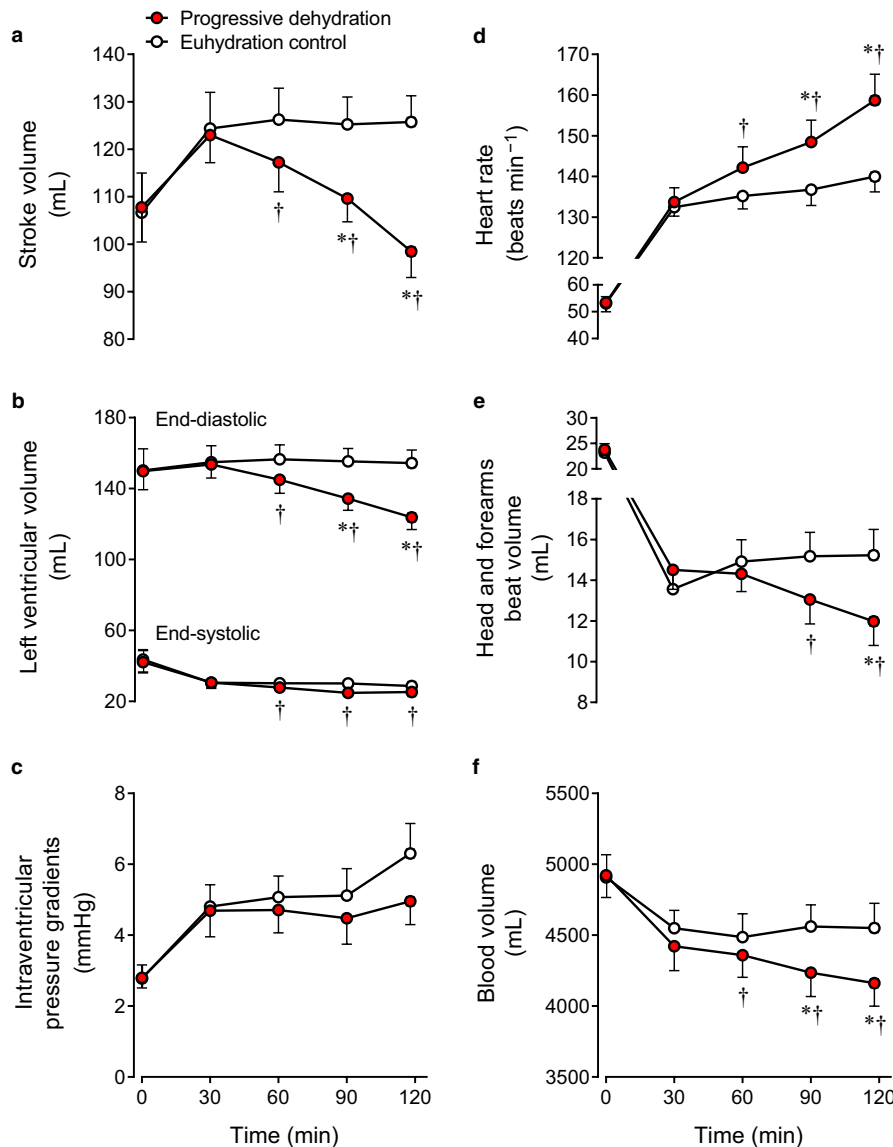 Progressive dehydration
Euhydration control
a
Stroke volume
(mL)
140
130
120
110
100
90
80
†
*†
*†
b
Left ventricular volume
(mL)
180
140
100
60
20
End-diastolic
†
*†
*†
End-systolic
†
†
†
c
Intraventricular
pressure gradients
(mmHg)
8
6
4
2
0
0 30 60 90 120
Time (min)
d
Heart rate
(beats min⁻¹)
170
160
150
140
130
120
60
50
40
†
*†
*†
e
Head and forearms
beat volume
(mL)
30
25
20
16
14
12
10
8
†
*†
f
Blood volume
(mL)
5500
5000
4500
4000
3500
†
*†
*†
0 30 60 90 120
Time (min)